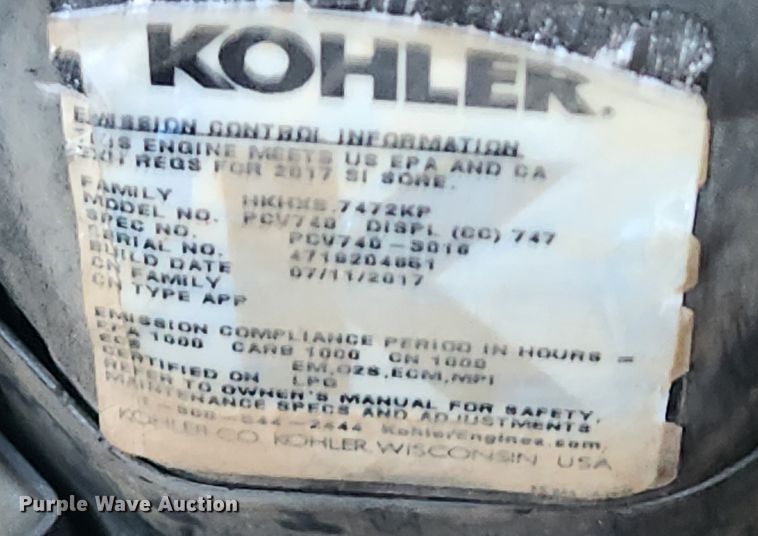 KOHLER.
EMISSION CONTROL INFORMATION
THIS ENGINE MEETS US EPA AND CA
EXH REGS FOR 2017 SI SORE.
FAMILY HKHXS.7472KP
MODEL NO. PCV740 DISPL (CC) 747
SPEC NO. PCV740-3016
SERIAL NO. 4719204661
BUILD DATE 07/11/2017
CN FAMILY
CN TYPE APP
EMISSION COMPLIANCE PERIOD IN HOURS -
EPA 1000 CARB 1000 CN 1000
ECS EM,O2S,ECM,MPI
CERTIFIED ON LPG
REFER TO OWNER'S MANUAL FOR SAFETY,
MAINTENANCE SPECS AND ADJUSTMENTS
1-800-544-2444 KohlerEngines.com
KOHLER CO. KOHLER, WISCONSIN USA
Purple Wave Auction